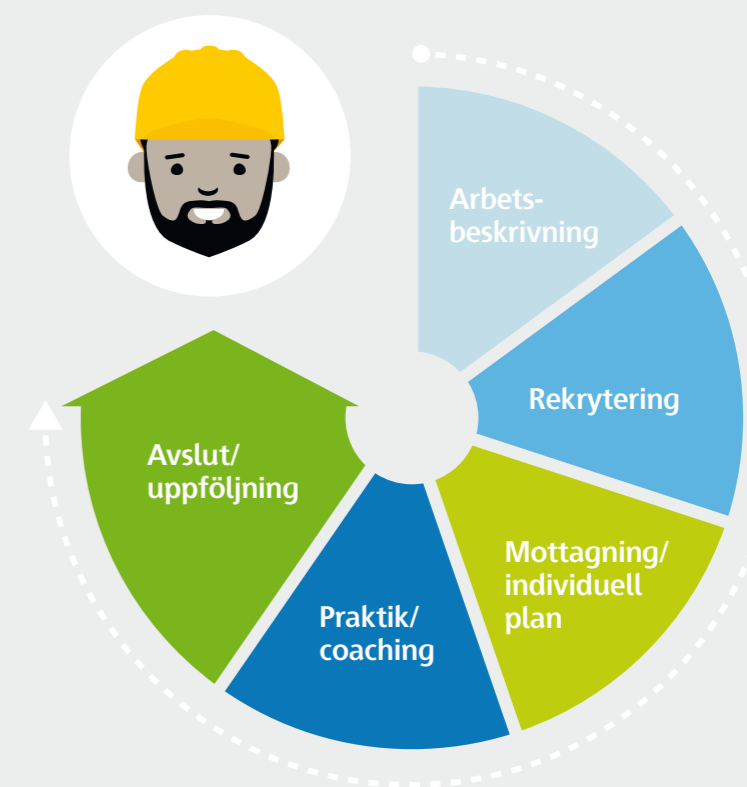 Arbets-
beskrivning
Rekrytering
Mottagning/
individuell
plan
Praktik/
coaching
Avslut/
uppföljning